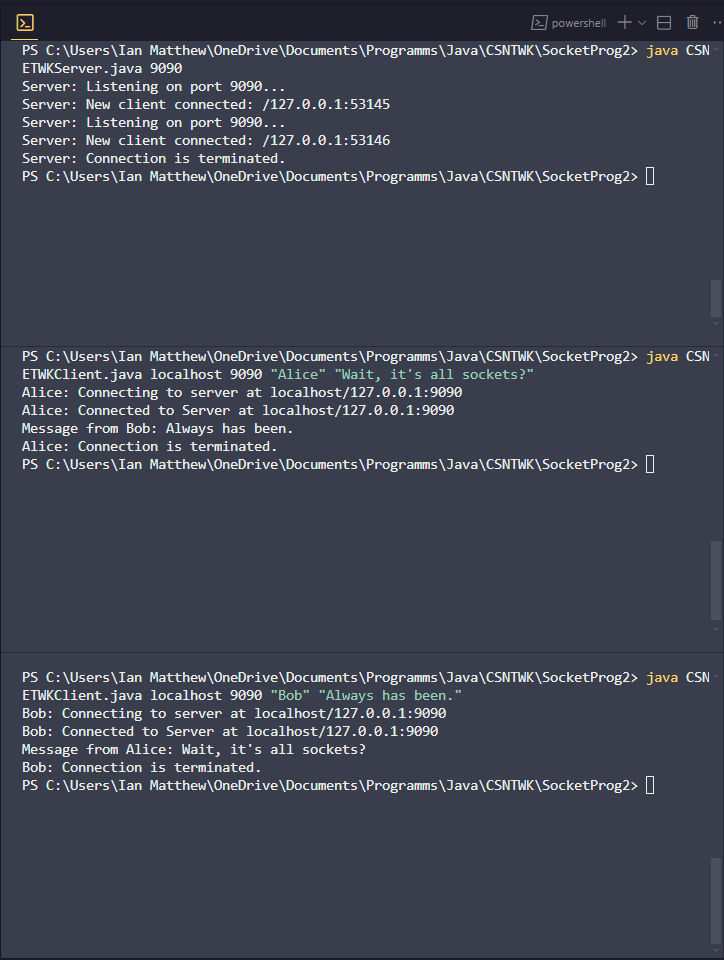 powershell
PS C:\Users\Ian Matthew\OneDrive\Documents\Programms\Java\CSNTWK\SocketProg2> java CSN
ETWKServer.java 9090
Server: Listening on port 9090...
Server: New client connected: /127.0.0.1:53145
Server: Listening on port 9090...
Server: New client connected: /127.0.0.1:53146
Server: Connection is terminated.
PS C:\Users\Ian Matthew\OneDrive\Documents\Programms\Java\CSNTWK\SocketProg2>
PS C:\Users\Ian Matthew\OneDrive\Documents\Programms\Java\CSNTWK\SocketProg2> java CSN
ETWKClient.java localhost 9090 "Alice" "Wait, it's all sockets?"
Alice: Connecting to server at localhost/127.0.0.1:9090
Alice: Connected to Server at localhost/127.0.0.1:9090
Message from Bob: Always has been.
Alice: Connection is terminated.
PS C:\Users\Ian Matthew\OneDrive\Documents\Programms\Java\CSNTWK\SocketProg2>
PS C:\Users\Ian Matthew\OneDrive\Documents\Programms\Java\CSNTWK\SocketProg2> java CSN
ETWKClient.java localhost 9090 "Bob" "Always has been."
Bob: Connecting to server at localhost/127.0.0.1:9090
Bob: Connected to Server at localhost/127.0.0.1:9090
Message from Alice: Wait, it's all sockets?
Bob: Connection is terminated.
PS C:\Users\Ian Matthew\OneDrive\Documents\Programms\Java\CSNTWK\SocketProg2>